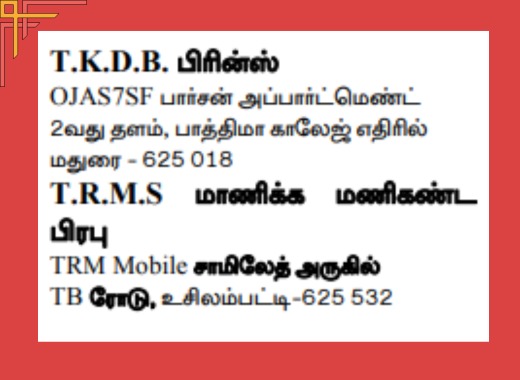 T.K.D.B. பிரின்ஸ்
OJAS7SF பார்சன் அப்பார்ட்மெண்ட்
2வது தளம், பாத்திமா காலேஜ் எதிரில்
மதுரை - 625 018
T.R.M.S மாணிக்க மணிகண்ட
பிரபு
TRM Mobile சாமிலேத் அருகில்
TB ரோடு, உசிலம்பட்டி-625 532